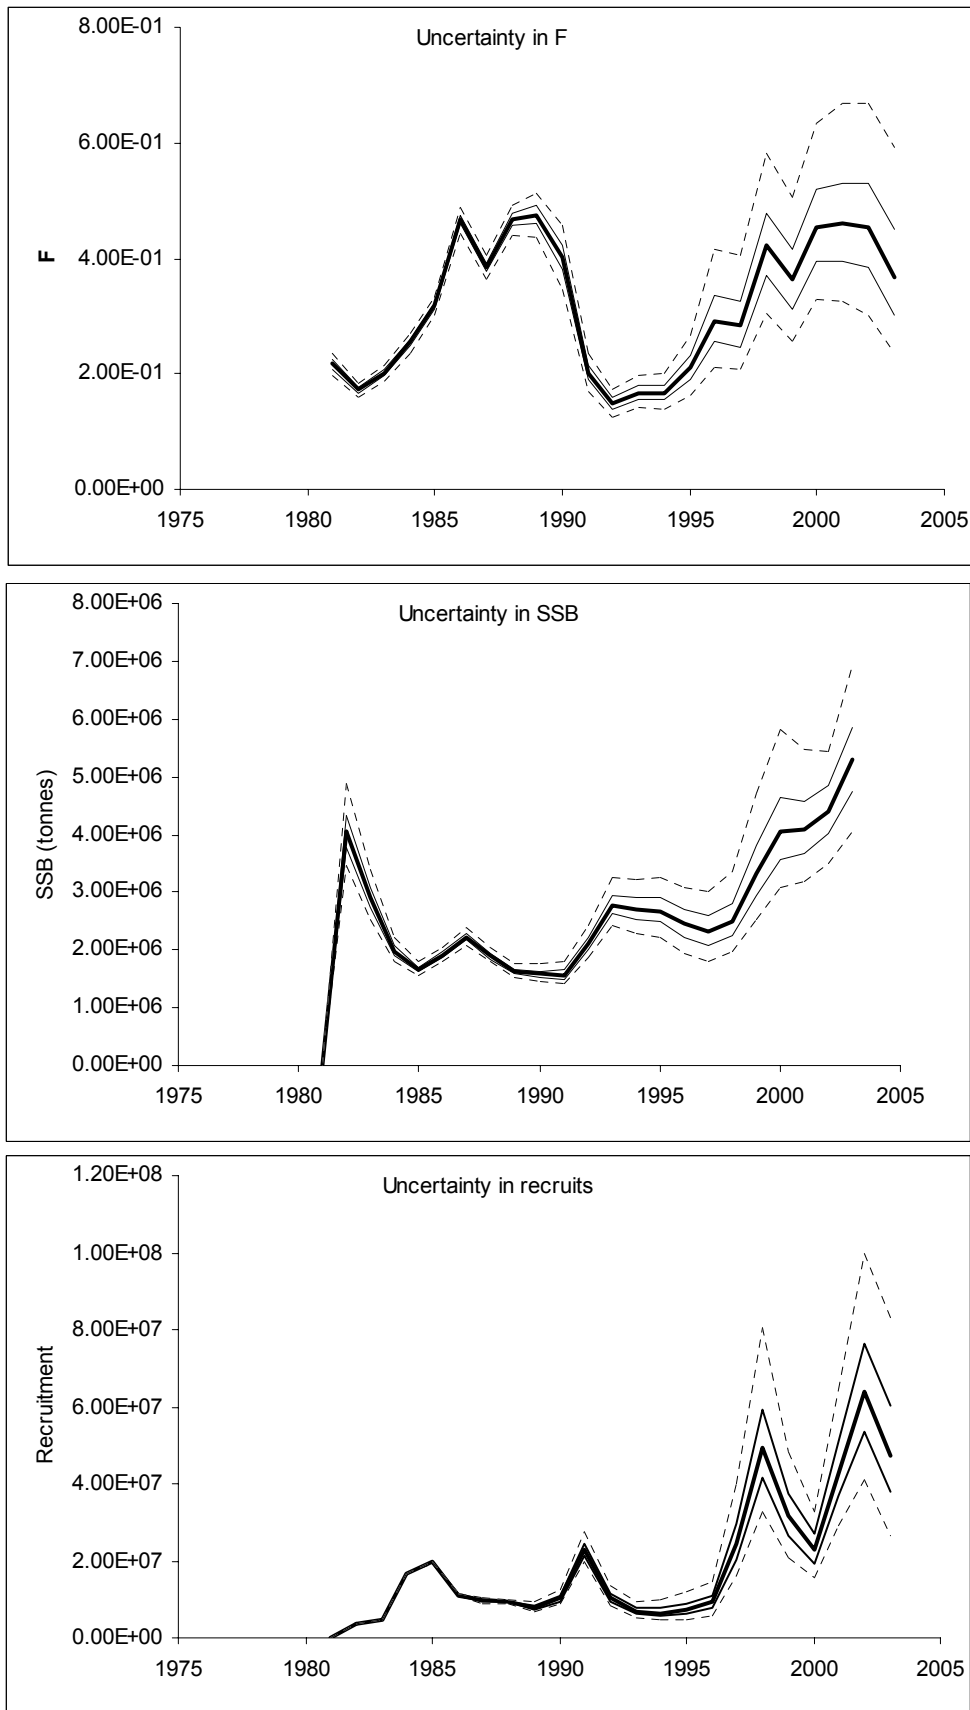 Uncertainty in F
8.00E-01
6.00E-01
4.00E-01
2.00E-01
0.00E+00
F
1975 1980 1985 1990 1995 2000 2005
Uncertainty in SSB
8.00E+06
7.00E+06
6.00E+06
5.00E+06
4.00E+06
3.00E+06
2.00E+06
1.00E+06
0.00E+00
SSB (tonnes)
1975 1980 1985 1990 1995 2000 2005
Uncertainty in recruits
1.20E+08
1.00E+08
8.00E+07
6.00E+07
4.00E+07
2.00E+07
0.00E+00
Recruitment
1975 1980 1985 1990 1995 2000 2005